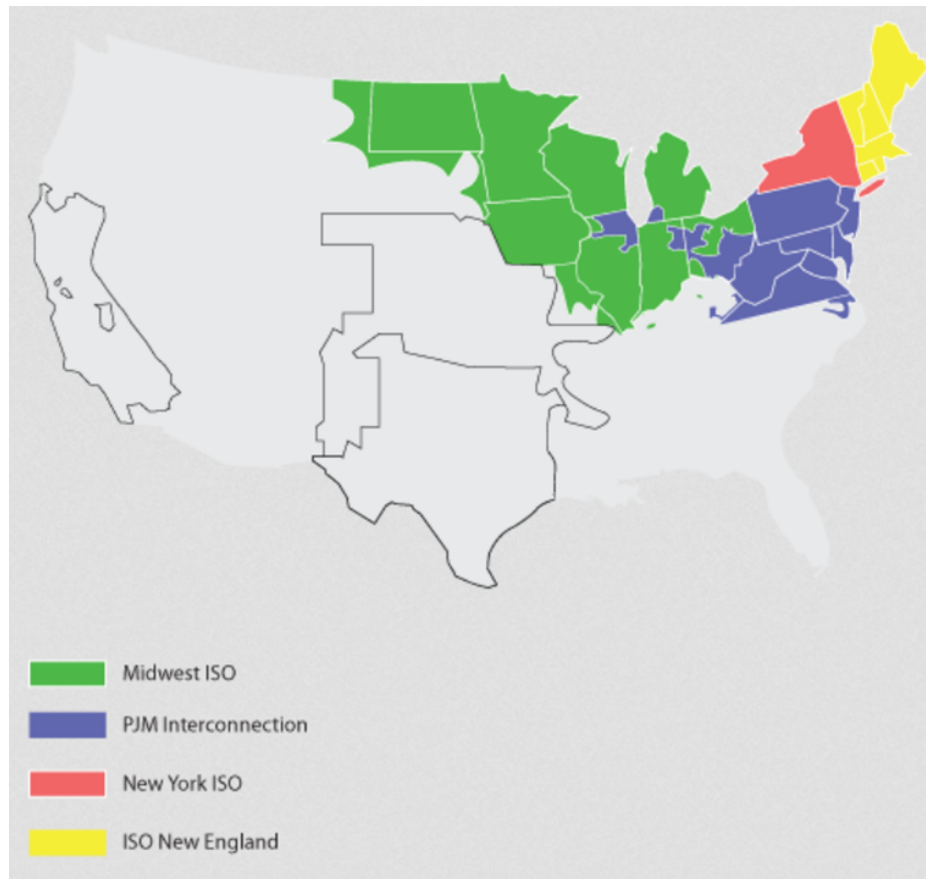 Midwest ISO
PJM Interconnection
New York ISO
ISO New England